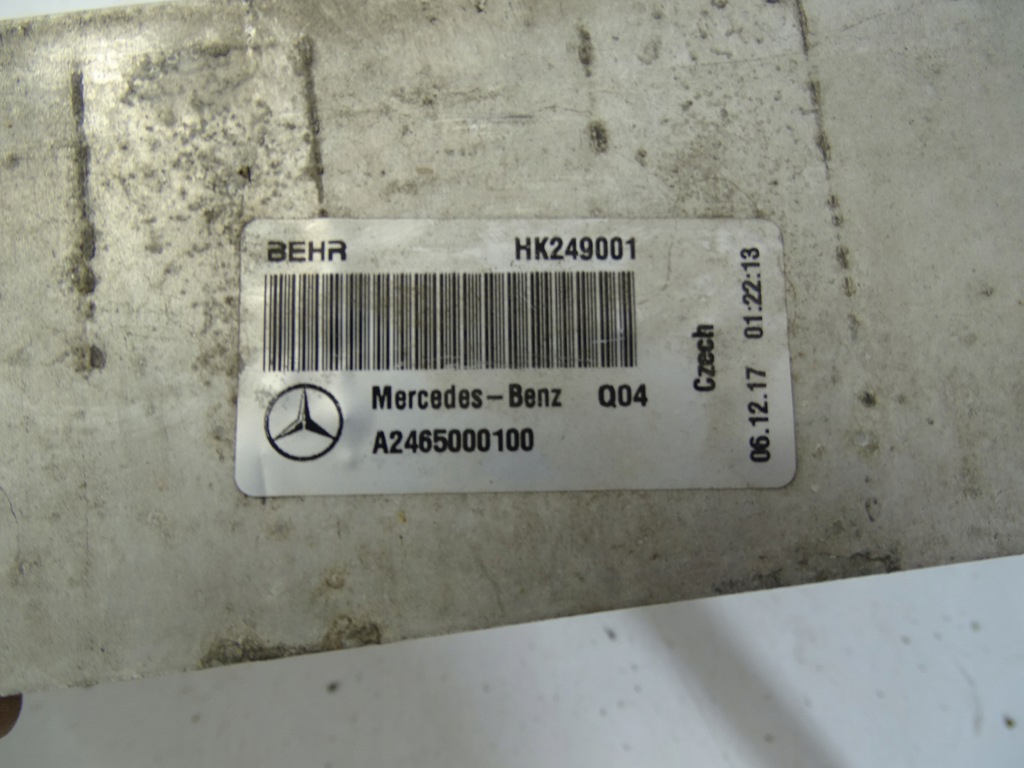 BEHR HK249001
Mercedes-Benz Q04
A2465000100
Czech
06.12.17 01:22:13